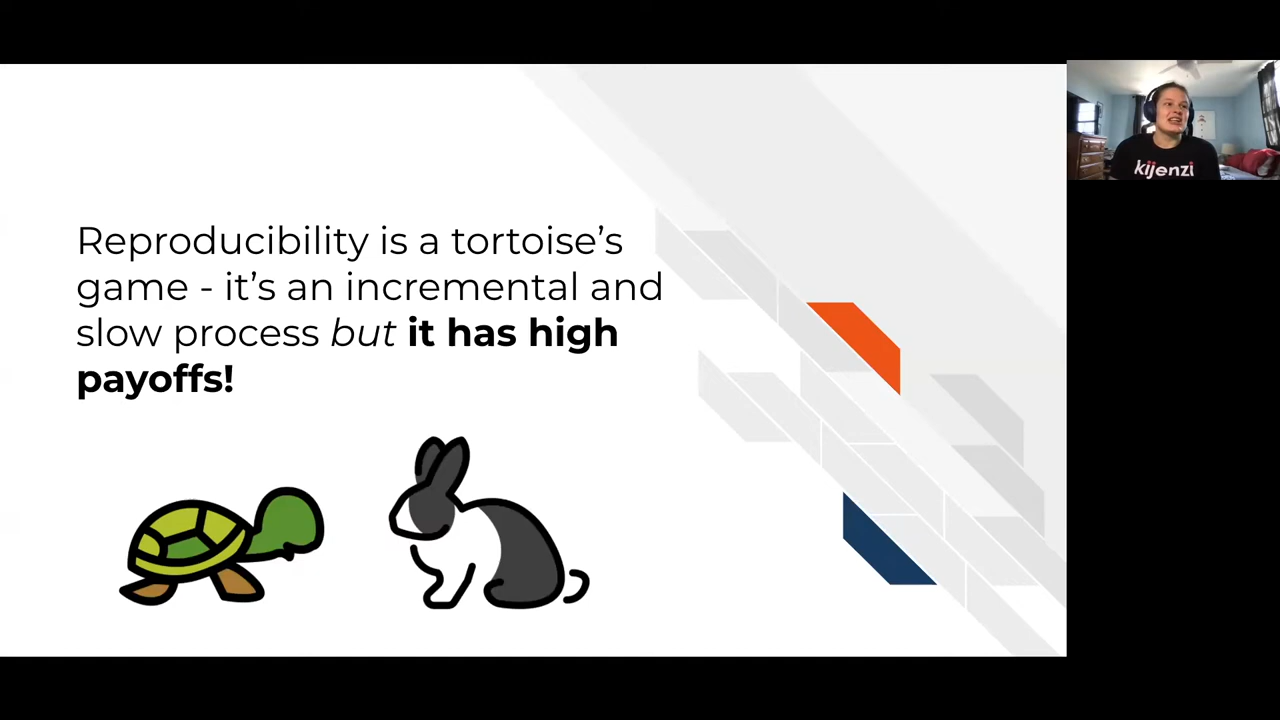 Reproducibility is a tortoise’s
game - it’s an incremental and
slow process but it has high
payoffs!
kijenzi